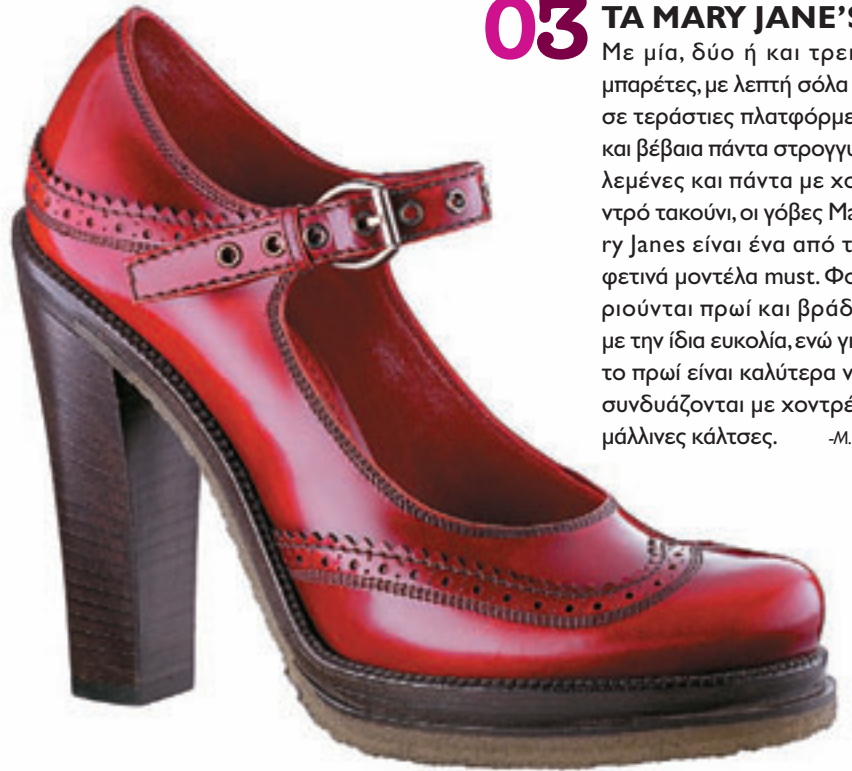 03
ΤΑ MARY JANE'S
Με μία, δύο ή και τρει
μπαρέτες, με λεπτή σόλα
σε τεράστιες πλατφόρμε
και βέβαια πάντα στρογγυ
λεμένες και πάντα με χο
ντρό τακούνι, οι γόβες Ma
ry Janes είναι ένα από τ
φετινά μοντέλα must. Φο
ριούνται πρωί και βράδ
με την ίδια ευκολία, ενώ γι
το πρωί είναι καλύτερα ν
συνδυάζονται με χοντρέ
μάλλινες κάλτσες. -M.